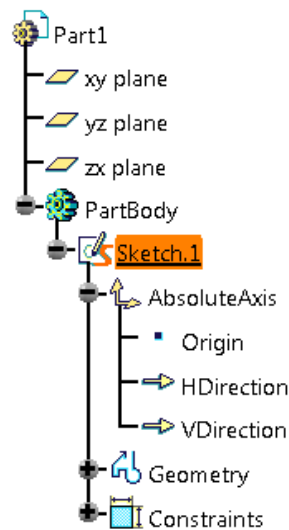 Part1
xy plane
yz plane
zx plane
PartBody
Sketch.1
AbsoluteAxis
Origin
HDirection
VDirection
Geometry
Constraints